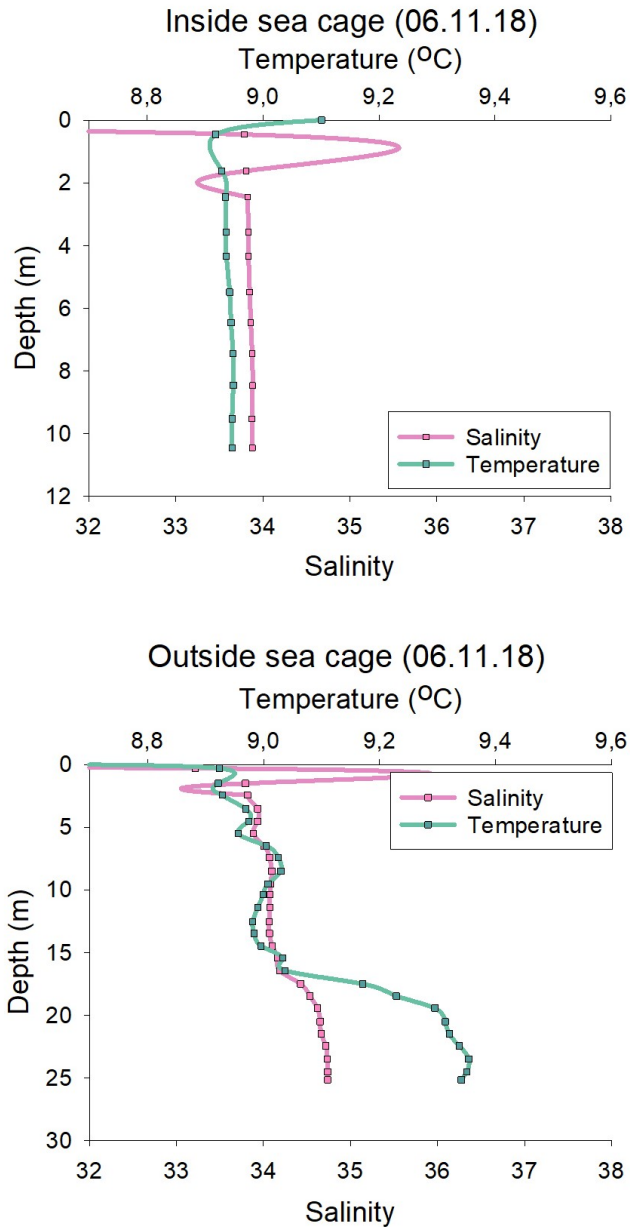 Inside sea cage (06.11.18)
Temperature (ºC)
8,8 9,0 9,2 9,4 9,6
0
2
4
6
8
10
12
Depth (m)
Salinity
Temperature
32 33 34 35 36 37 38
Salinity
Outside sea cage (06.11.18)
Temperature (ºC)
8,8 9,0 9,2 9,4 9,6
0
5
10
15
20
25
30
Depth (m)
Salinity
Temperature
32 33 34 35 36 37 38
Salinity